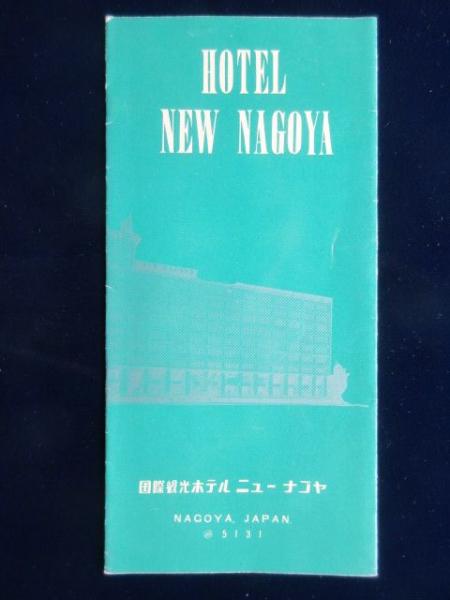 HOTEL
NEW NAGOYA
国際観光ホテル ニューナゴヤ
NAGOYA, JAPAN.
5131